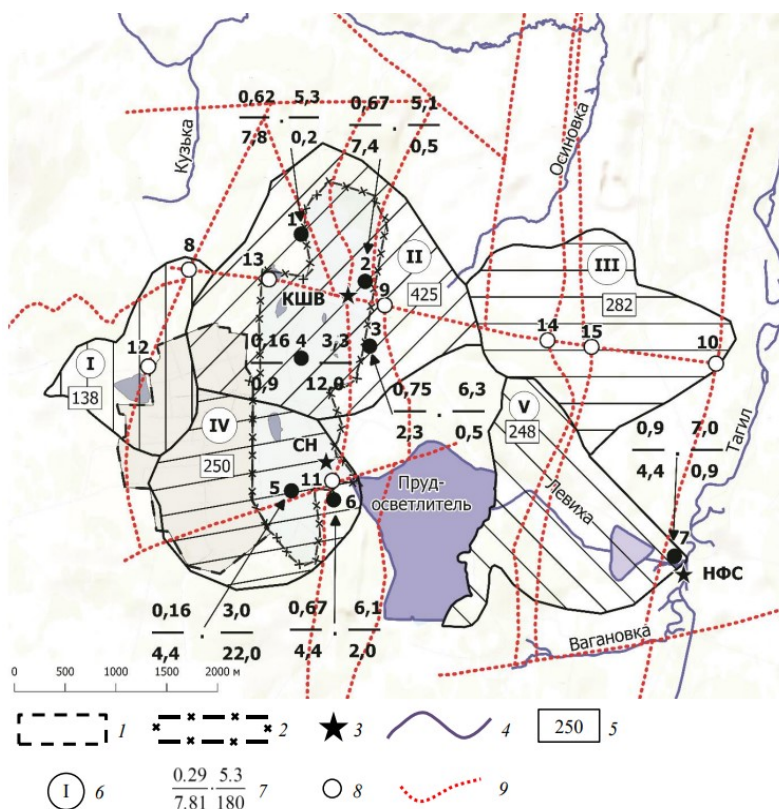 0,62 5,3
7,8 0,2
0,67 5,1
7,4 0,5
Кузька
Осиновка
8
1
13
КШВ
2
II
425
9
III
282
12
I
138
0,16 3,3
0,9 12,0
4
3
14
15
10
0,75 6,3
2,3 0,5
IV
250
СН
5
11
6
Пруд-
осветлитель
V
248
Левиха
0,9 7,0
4,4 0,9
Тагил
7
НФС
Вагановка
0,16 3,0
4,4 22,0
0,67 6,1
4,4 2,0
0 500 1000 2000 м
1 2 3 4 250 5
I 6 0.29 5.3 7 8 9
7.81 180